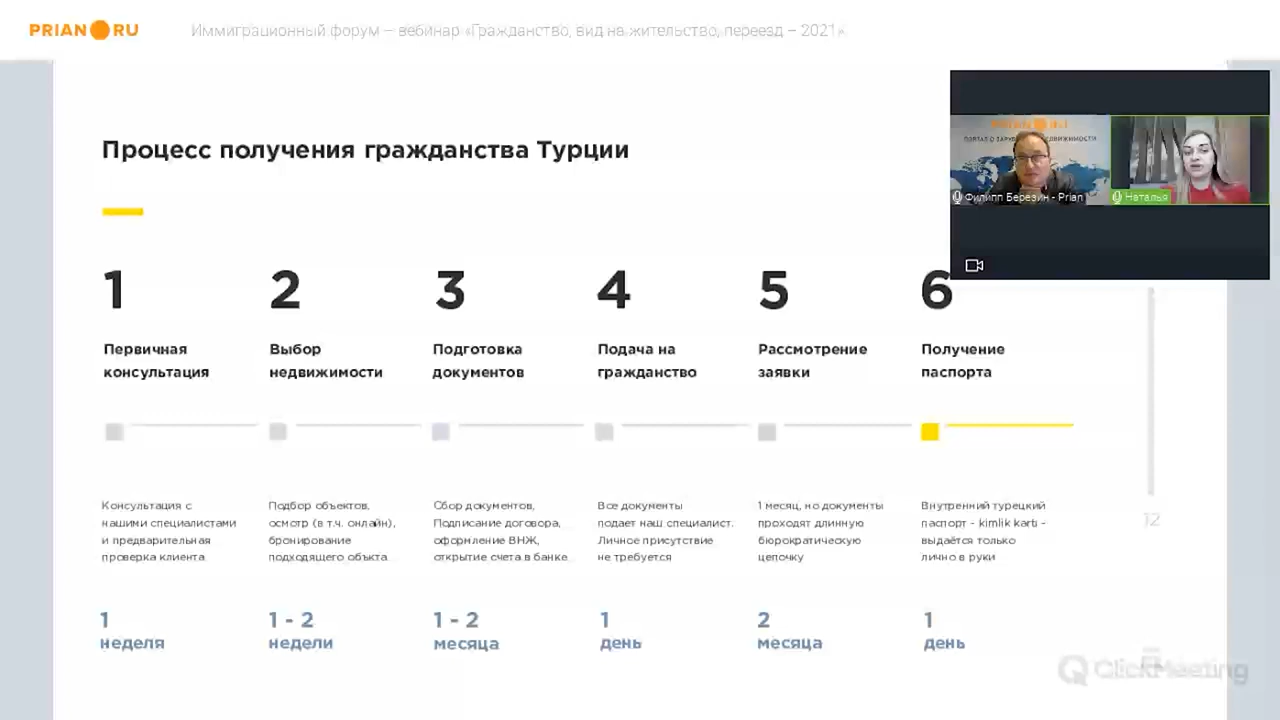 PRIAN RU
Иммиграционный форум – вебинар «Гражданство, вид на жительство, переезд – 2021»
Процесс получения гражданства Турции
Филипп Березин - Prian
Наталья
1
2
3
4
5
6
Первичная
консультация
Выбор
недвижимости
Подготовка
документов
Подача на
гражданство
Рассмотрение
заявки
Получение
паспорта
Консультация с
нашими специалистами
и предварительная
проверка клиента
Подбор объектов,
осмотр (в т.ч. онлайн),
бронирование
подходящего объкта
Сбор документов,
Подписание договора,
оформление ВНЖ,
открытие счета в банке
Все документы
подает наш специалист.
Личное присутствие
не требуется
1 месяц, но документы
проходят длинную
бюрократическую
цепочку
Внутренний турецкий
паспорт - kimlik kartı -
выдаётся только
лично в руки
12
1
неделя
1 - 2
недели
1 - 2
месяца
1
день
2
месяца
1
день
ClickMeeting